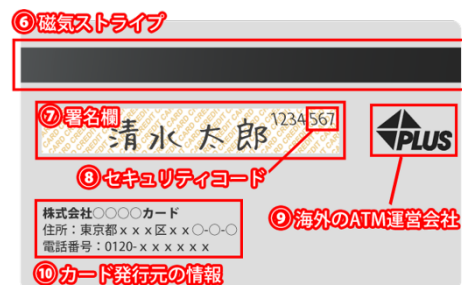 ⑥磁気ストライプ
⑦署名欄
清水太郎
1234 567
⑧セキュリティコード
PLUS
株式会社○○○○カード
住所：東京都ｘｘｘ区ｘｘ○-○-○
電話番号：0120-ｘｘｘｘｘｘ
⑨海外のATM運営会社
⑩カード発行元の情報